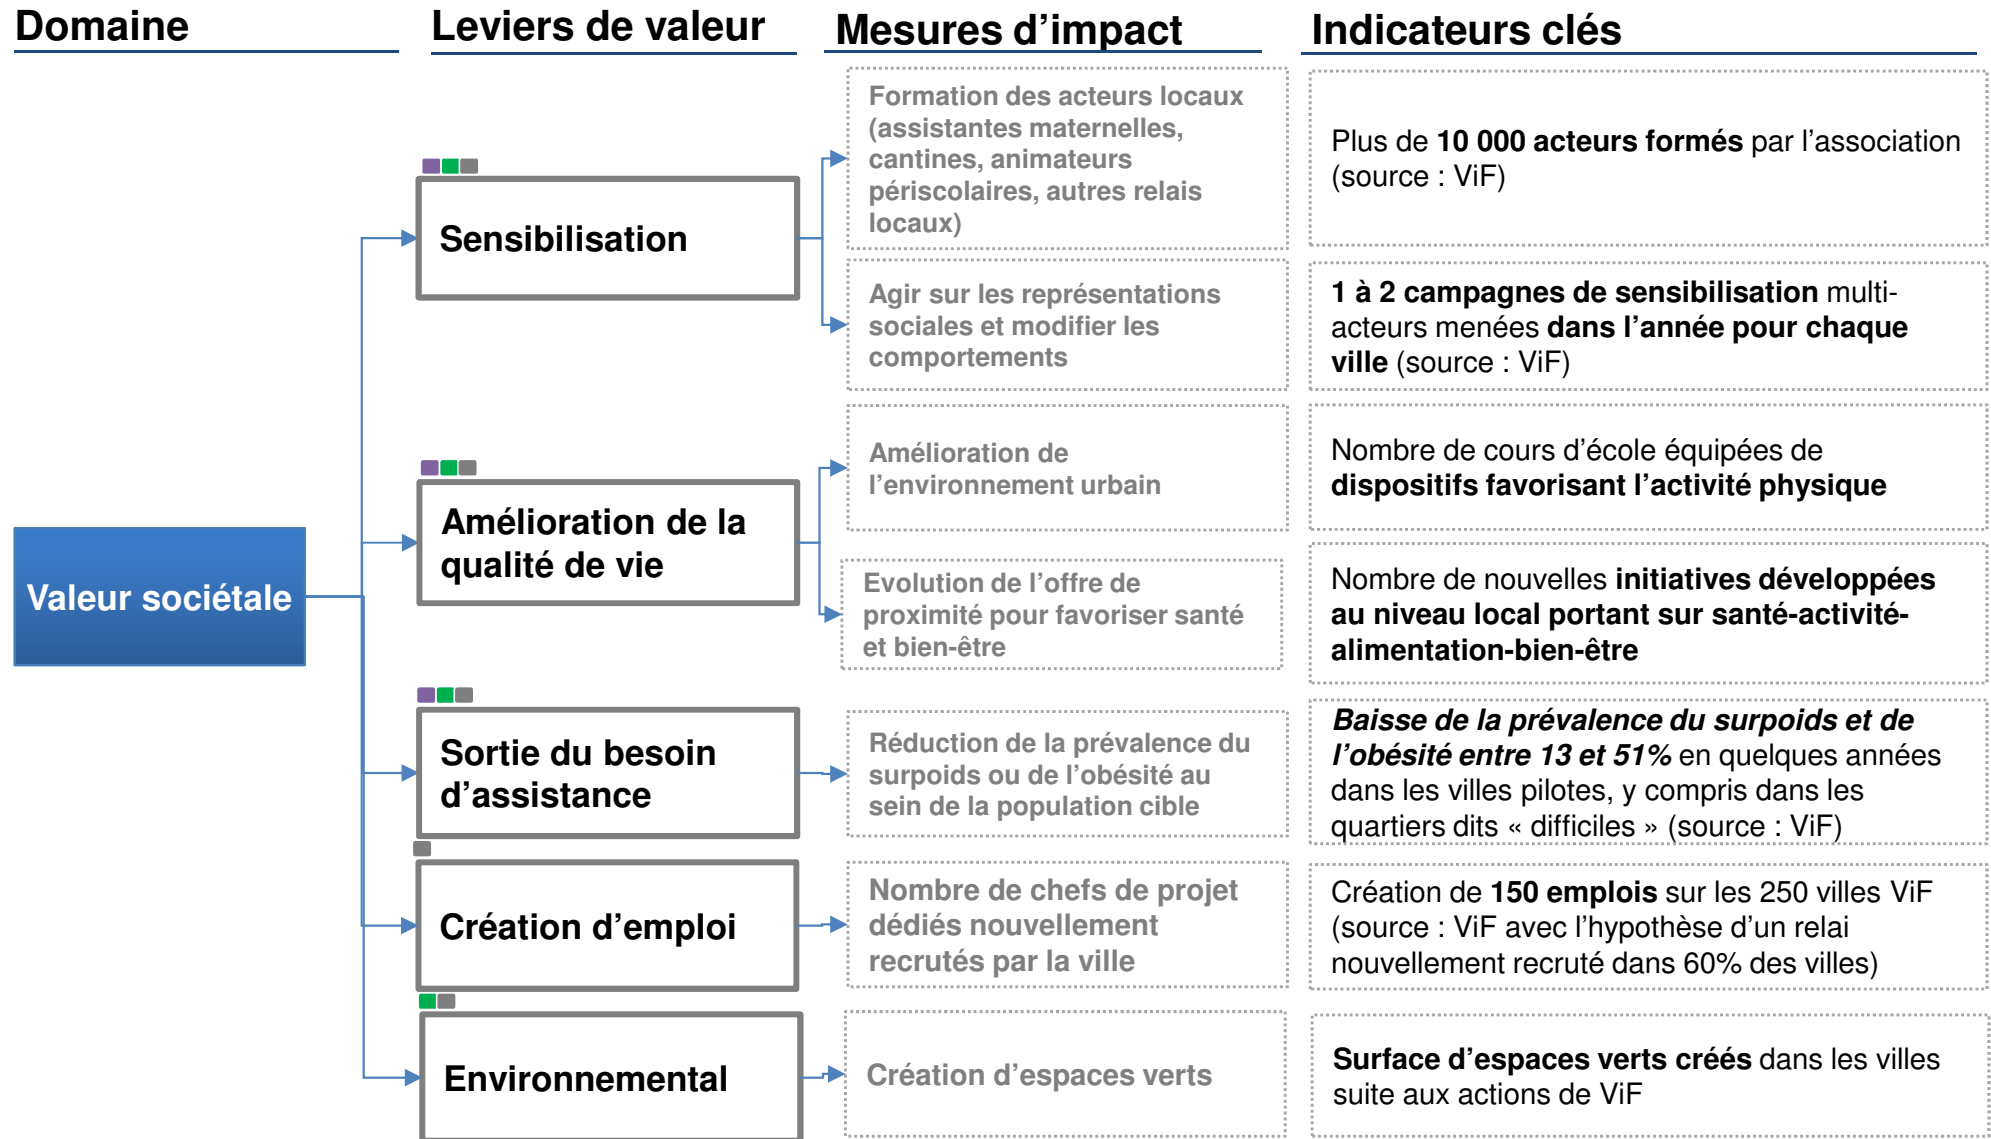 Domaine
Leviers de valeur
Mesures d’impact
Indicateurs clés
Valeur sociétale
Sensibilisation
Formation des acteurs locaux
(assistantes maternelles,
cantines, animateurs
périscolaires, autres relais
locaux)
Plus de 10 000 acteurs formés par l’association
(source : ViF)
Agir sur les représentations
sociales et modifier les
comportements
1 à 2 campagnes de sensibilisation multi-
acteurs menées dans l’année pour chaque
ville (source : ViF)
Amélioration de la
qualité de vie
Amélioration de
l’environnement urbain
Nombre de cours d’école équipées de
dispositifs favorisant l’activité physique
Evolution de l’offre de
proximité pour favoriser santé
et bien-être
Nombre de nouvelles initiatives développées
au niveau local portant sur santé-activité-
alimentation-bien-être
Sortie du besoin
d’assistance
Réduction de la prévalence du
surpoids ou de l’obésité au
sein de la population cible
Baisse de la prévalence du surpoids et de
l’obésité entre 13 et 51% en quelques années
dans les villes pilotes, y compris dans les
quartiers dits « difficiles » (source : ViF)
Création d’emploi
Nombre de chefs de projet
dédiés nouvellement
recrutés par la ville
Création de 150 emplois sur les 250 villes ViF
(source : ViF avec l’hypothèse d’un relai
nouvellement recruté dans 60% des villes)
Environnemental
Création d’espaces verts
Surface d’espaces verts créés dans les villes
suite aux actions de ViF